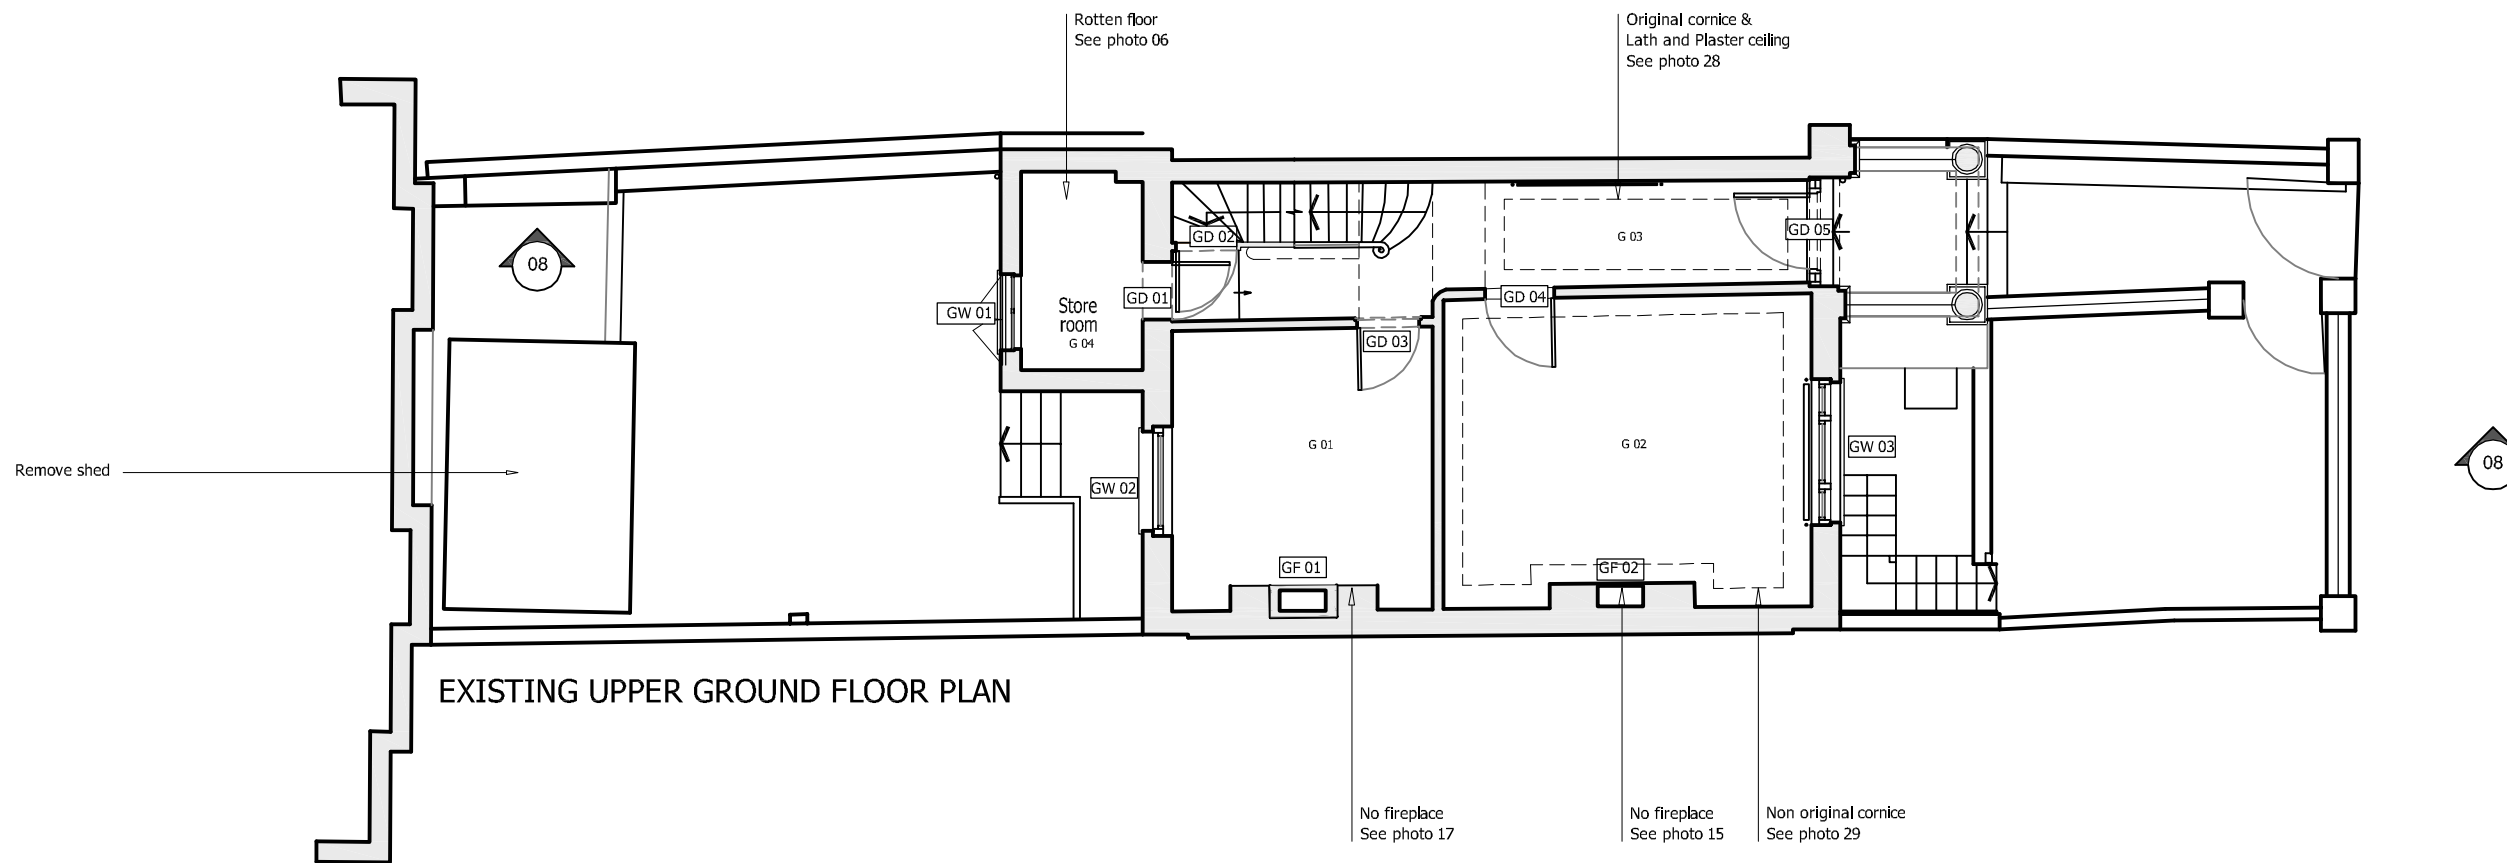 Rotten floor
See photo 06
Original cornice &
Lath and Plaster ceiling
See photo 28
GD 02
G 03
GD 05
08
GD 01
GD 04
GW 01
Store
room
G 04
GD 03
G 01
G 02
GW 03
08
Remove shed
GW 02
GF 01
GF 02
EXISTING UPPER GROUND FLOOR PLAN
No fireplace
See photo 17
No fireplace
See photo 15
Non original cornice
See photo 29